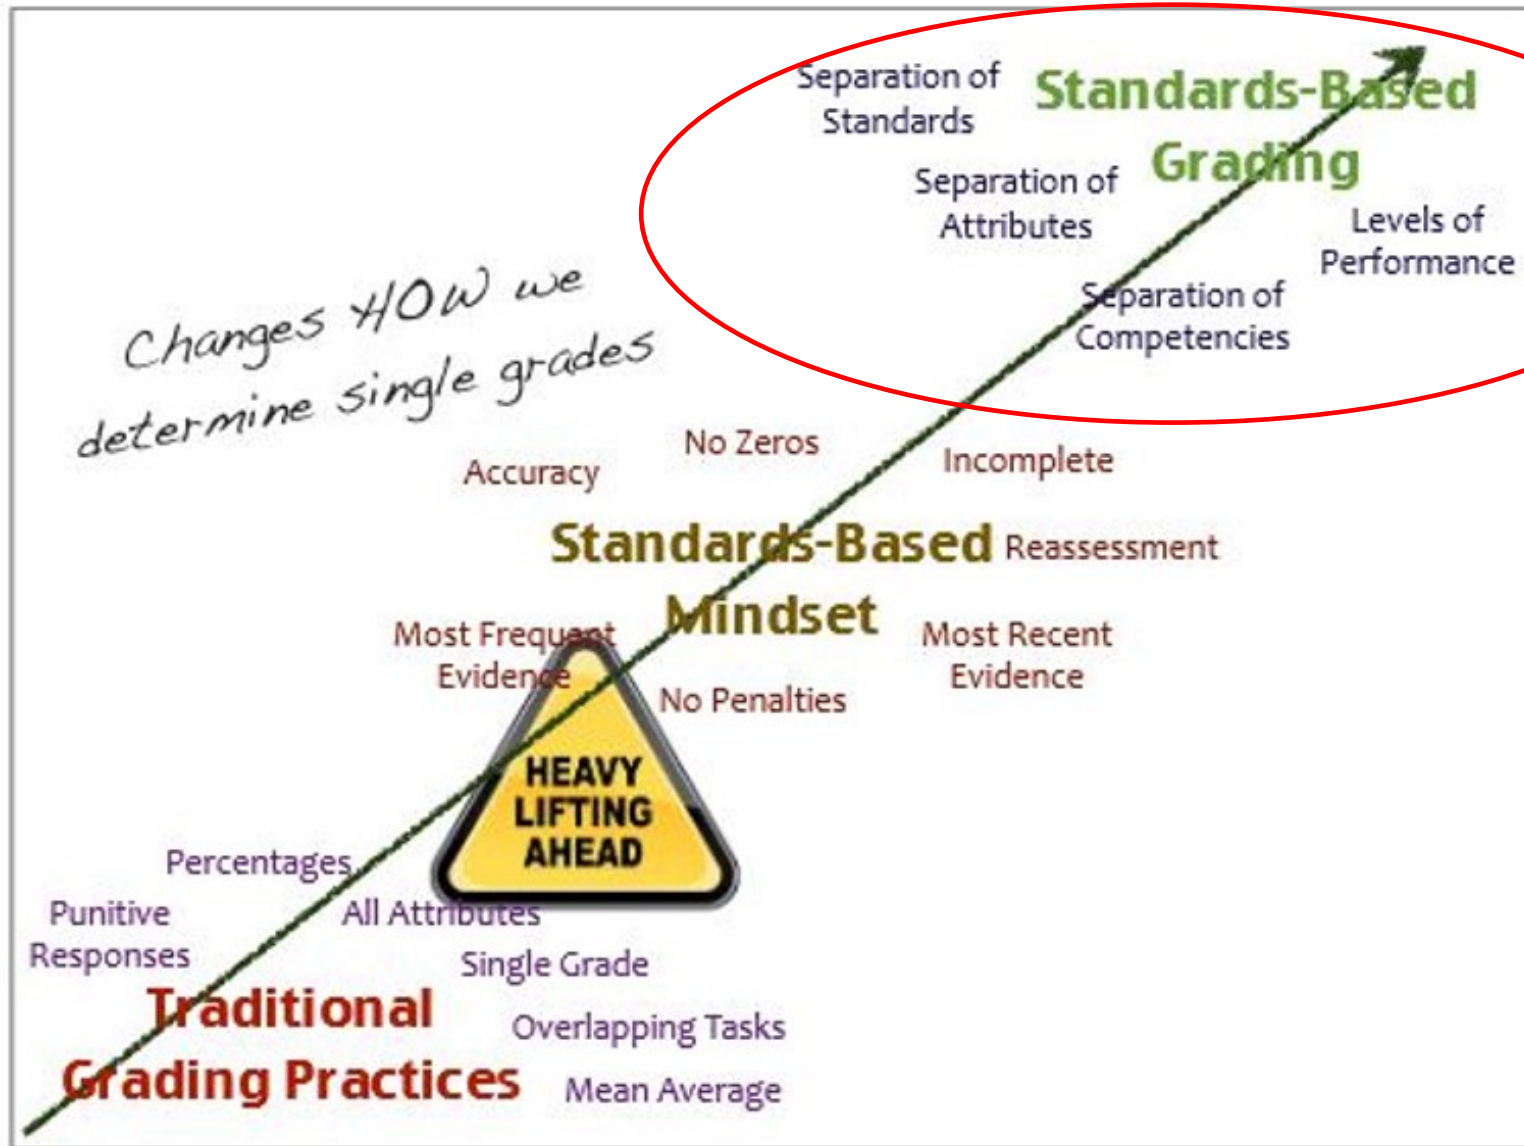 Separation of
Standards
Standards-Based
Grading
Separation of
Attributes
Levels of
Performance
Separation of
Competencies
Changes HOW we
determine single grades
No Zeros
Accuracy
Incomplete
Standards-Based
Mindset
Reassessment
Most Frequent
Evidence
Most Recent
Evidence
No Penalties
HEAVY
LIFTING
AHEAD
Percentages
Punitive
Responses
All Attributes
Single Grade
Traditional
Grading Practices
Overlapping Tasks
Mean Average